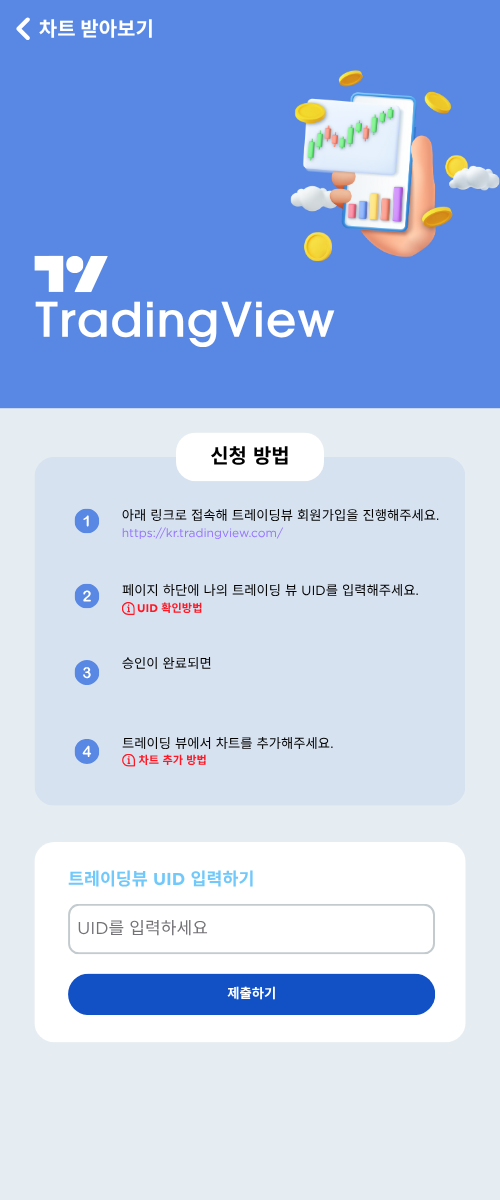 차트 받아보기
TradingView
신청 방법
1
아래 링크로 접속해 트레이딩뷰 회원가입을 진행해주세요.
https://kr.tradingview.com/
2
페이지 하단에 나의 트레이딩 뷰 UID를 입력해주세요.
UID 확인방법
3
승인이 완료되면
4
트레이딩 뷰에서 차트를 추가해주세요.
차트 추가 방법
트레이딩뷰 UID 입력하기
UID를 입력하세요
제출하기